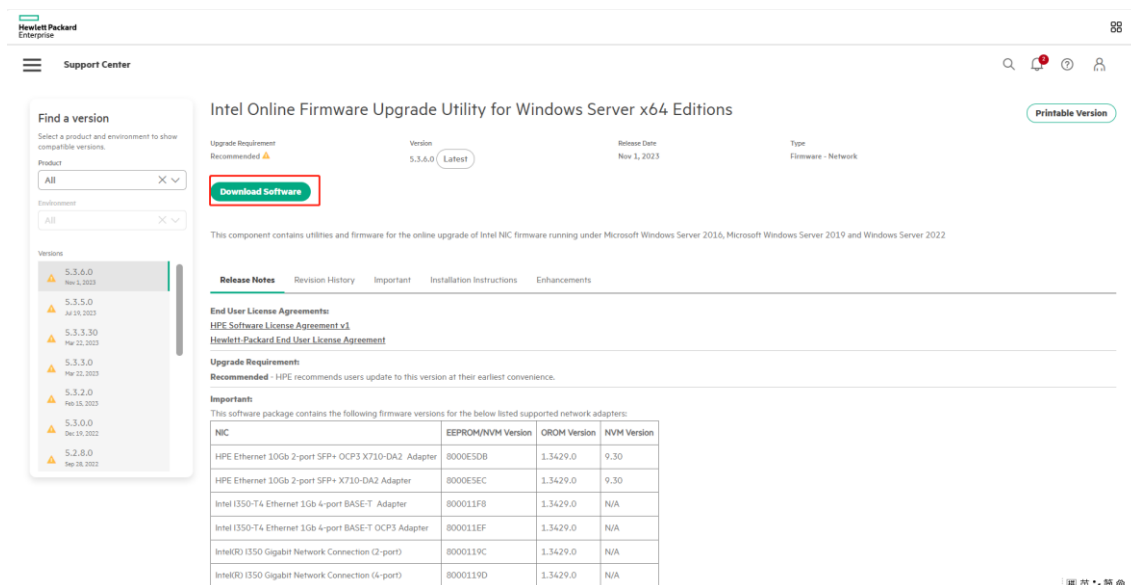 Hewlett Packard
Enterprise
Support Center
2
Find a version
Select a product and environment to show
compatible versions.
Product
All
Environment
All
Versions
5.3.6.0
Nov 1, 2023
5.3.5.0
Jul 19, 2023
5.3.3.30
Mar 22, 2023
5.3.3.0
Mar 22, 2023
5.3.2.0
Feb 15, 2023
5.3.0.0
Dec 19, 2022
5.2.8.0
Sep 28, 2022
Intel Online Firmware Upgrade Utility for Windows Server x64 Editions
Printable Version
Upgrade Requirement Version Release Date Type
Recommended 5.3.6.0 Latest Nov 1, 2023 Firmware - Network
Download Software
This component contains utilities and firmware for the online upgrade of Intel NIC firmware running under Microsoft Windows Server 2016, Microsoft Windows Server 2019 and Windows Server 2022
Release Notes Revision History Important Installation Instructions Enhancements
End User License Agreements:
HPE Software License Agreement v1
Hewlett-Packard End User License Agreement
Upgrade Requirement:
Recommended - HPE recommends users update to this version at their earliest convenience.
Important:
This software package contains the following firmware versions for the below listed supported network adapters:
NIC EEPROM/NVM Version OROM Version NVM Version
HPE Ethernet 10Gb 2-port SFP+ OCP3 X710-DA2 Adapter 8000E5DB 1.3429.0 9.30
HPE Ethernet 10Gb 2-port SFP+ X710-DA2 Adapter 8000E5EC 1.3429.0 9.30
Intel I350-T4 Ethernet 1Gb 4-port BASE-T Adapter 800011F8 1.3429.0 N/A
Intel I350-T4 Ethernet 1Gb 4-port BASE-T OCP3 Adapter 800011EF 1.3429.0 N/A
Intel(R) I350 Gigabit Network Connection (2-port) 8000119C 1.3429.0 N/A
Intel(R) I350 Gigabit Network Connection (4-port) 8000119D 1.3429.0 N/A